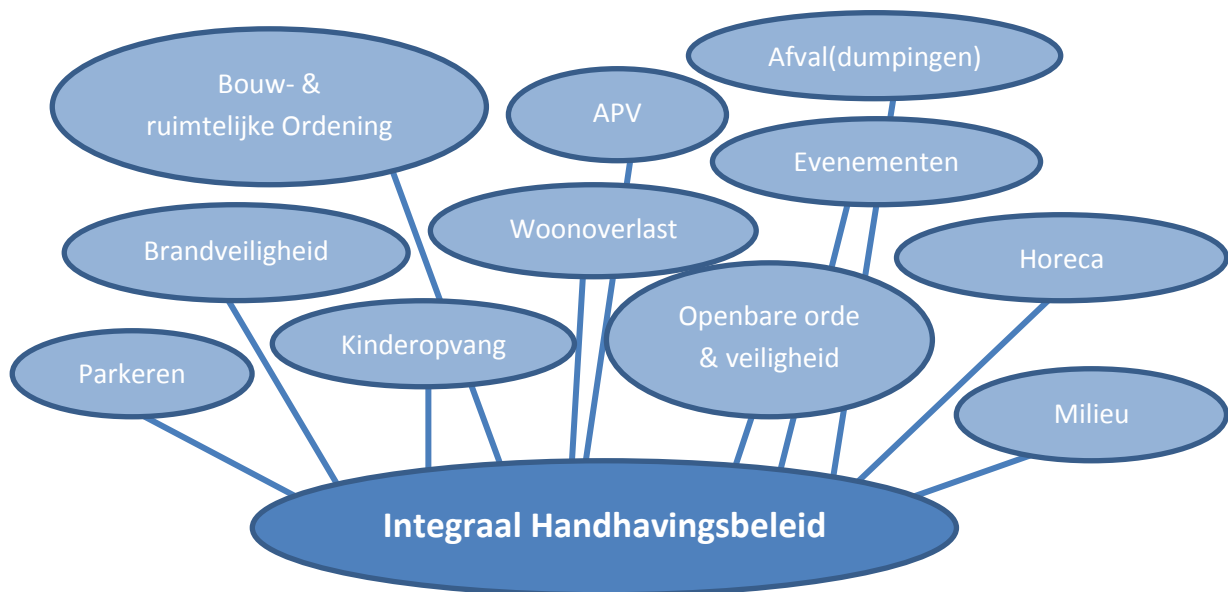 Afval(dumpingen)
Bouw- &
ruimtelijke Ordening
APV
Evenementen
Woonoverlast
Brandveiligheid
Horeca
Openbare orde
& veiligheid
Kinderopvang
Parkeren
Milieu
Integraal Handhavingsbeleid